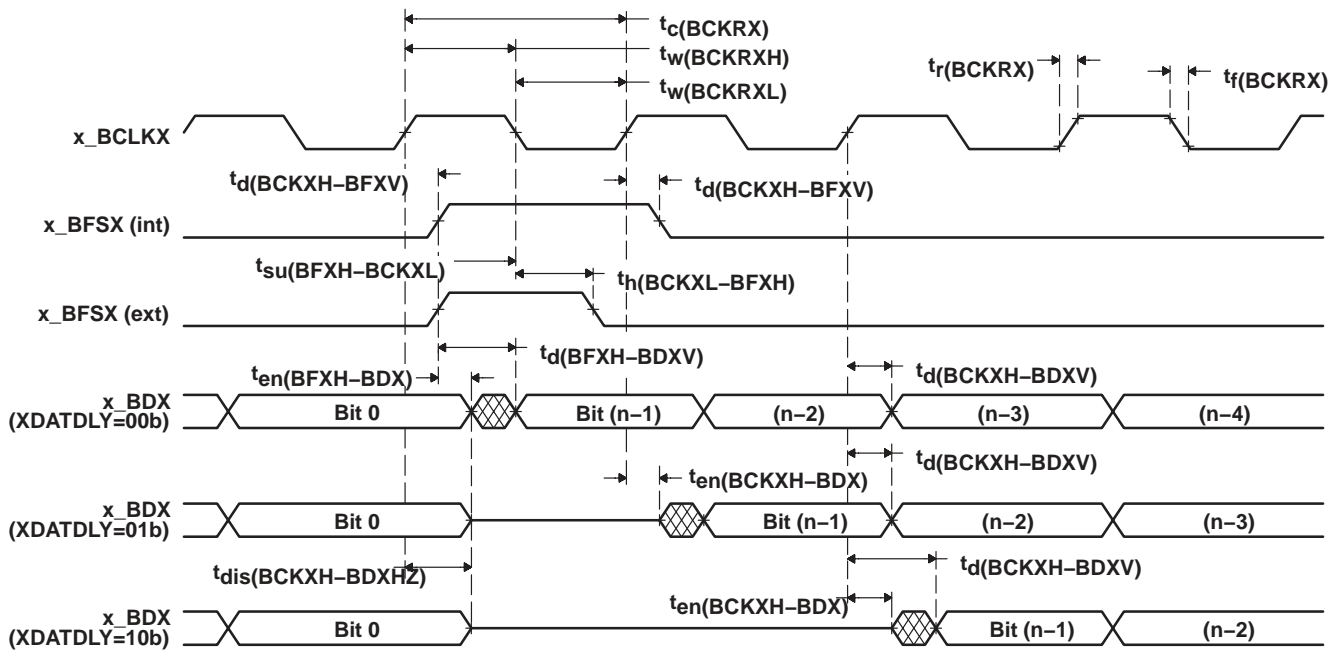 tc(BCKRX)
tw(BCKRXH)
tr(BCKRX)
tf(BCKRX)
tw(BCKRXL)
x_BCLKX
td(BCKXH–BFXV)
td(BCKXH–BFXV)
x_BFSX (int)
tsu(BFXH–BCKXL)
th(BCKXL–BFXH)
x_BFSX (ext)
td(BFXH–BDXV)
ten(BFXH–BDX)
td(BCKXH–BDXV)
x_BDX
(XDATDLY=00b)
Bit 0
Bit (n–1)
(n–2)
(n–3)
(n–4)
td(BCKXH–BDXV)
ten(BCKXH–BDX)
x_BDX
(XDATDLY=01b)
Bit 0
Bit (n–1)
(n–2)
(n–3)
tdis(BCKXH–BDXHZ)
td(BCKXH–BDXV)
ten(BCKXH–BDX)
x_BDX
(XDATDLY=10b)
Bit 0
Bit (n–1)
(n–2)